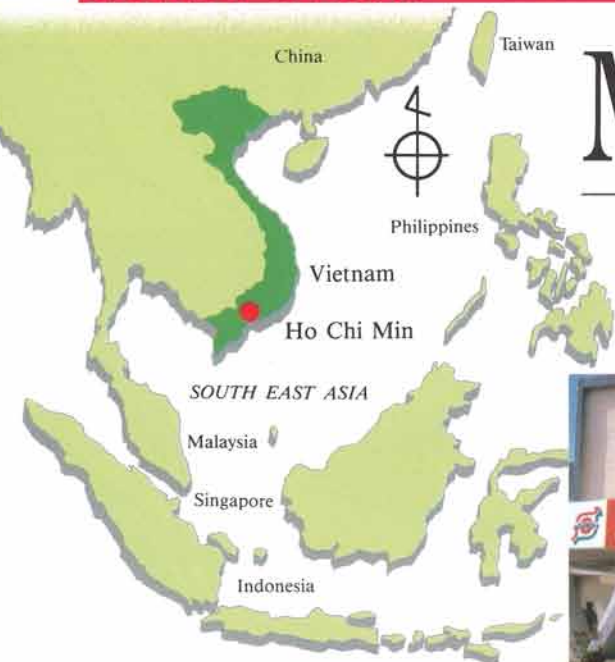 China
Taiwan
M
Philippines
Vietnam
Ho Chi Min
SOUTH EAST ASIA
Malaysia
Singapore
Indonesia